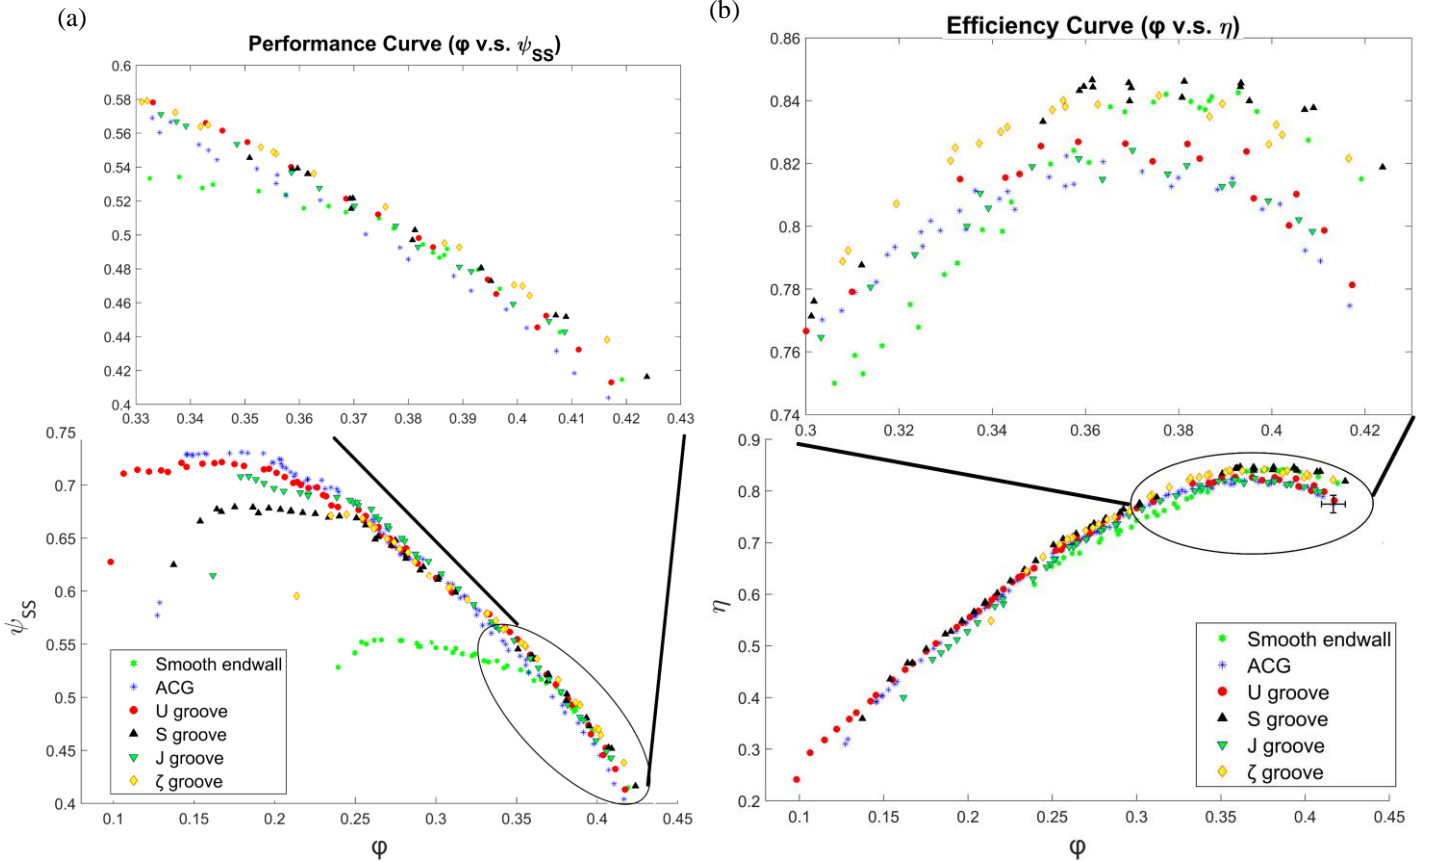 (a)
Performance Curve (φ v.s. ψSS)
0.6
0.58
0.56
0.54
0.52
0.5
0.48
0.46
0.44
0.42
0.4
0.33 0.34 0.35 0.36 0.37 0.38 0.39 0.4 0.41 0.42 0.43
0.75
0.7
0.65
0.6
0.55
0.5
0.45
0.4
ψSS
Smooth endwall
ACG
U groove
S groove
J groove
ζ groove
0.1 0.15 0.2 0.25 0.3 0.35 0.4 0.45
φ
(b)
Efficiency Curve (φ v.s. η)
0.86
0.84
0.82
0.8
0.78
0.76
0.74
0.3 0.32 0.34 0.36 0.38 0.4 0.42
0.9
0.8
0.7
0.6
0.5
0.4
0.3
0.2
η
Smooth endwall
ACG
U groove
S groove
J groove
ζ groove
0.1 0.15 0.2 0.25 0.3 0.35 0.4 0.45
φ